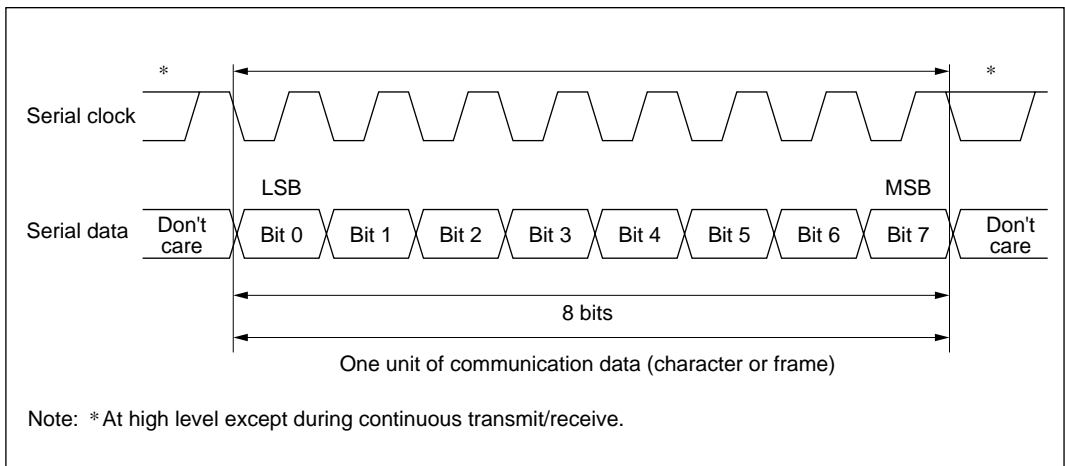 * *
Serial clock
LSB MSB
Serial data Don't care Bit 0 Bit 1 Bit 2 Bit 3 Bit 4 Bit 5 Bit 6 Bit 7 Don't care
8 bits
One unit of communication data (character or frame)
Note: * At high level except during continuous transmit/receive.